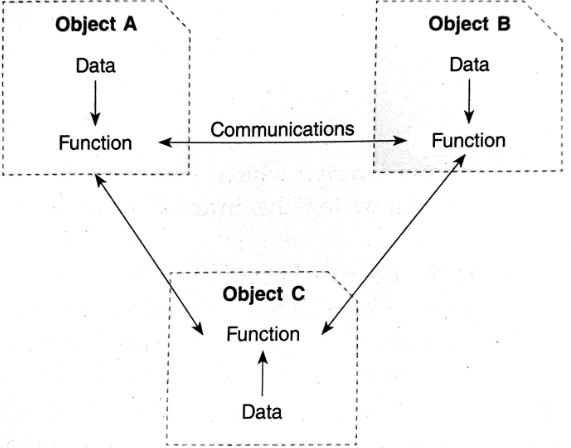 Object A
Data
Function
Communications
Object B
Data
Function
Object C
Function
Data